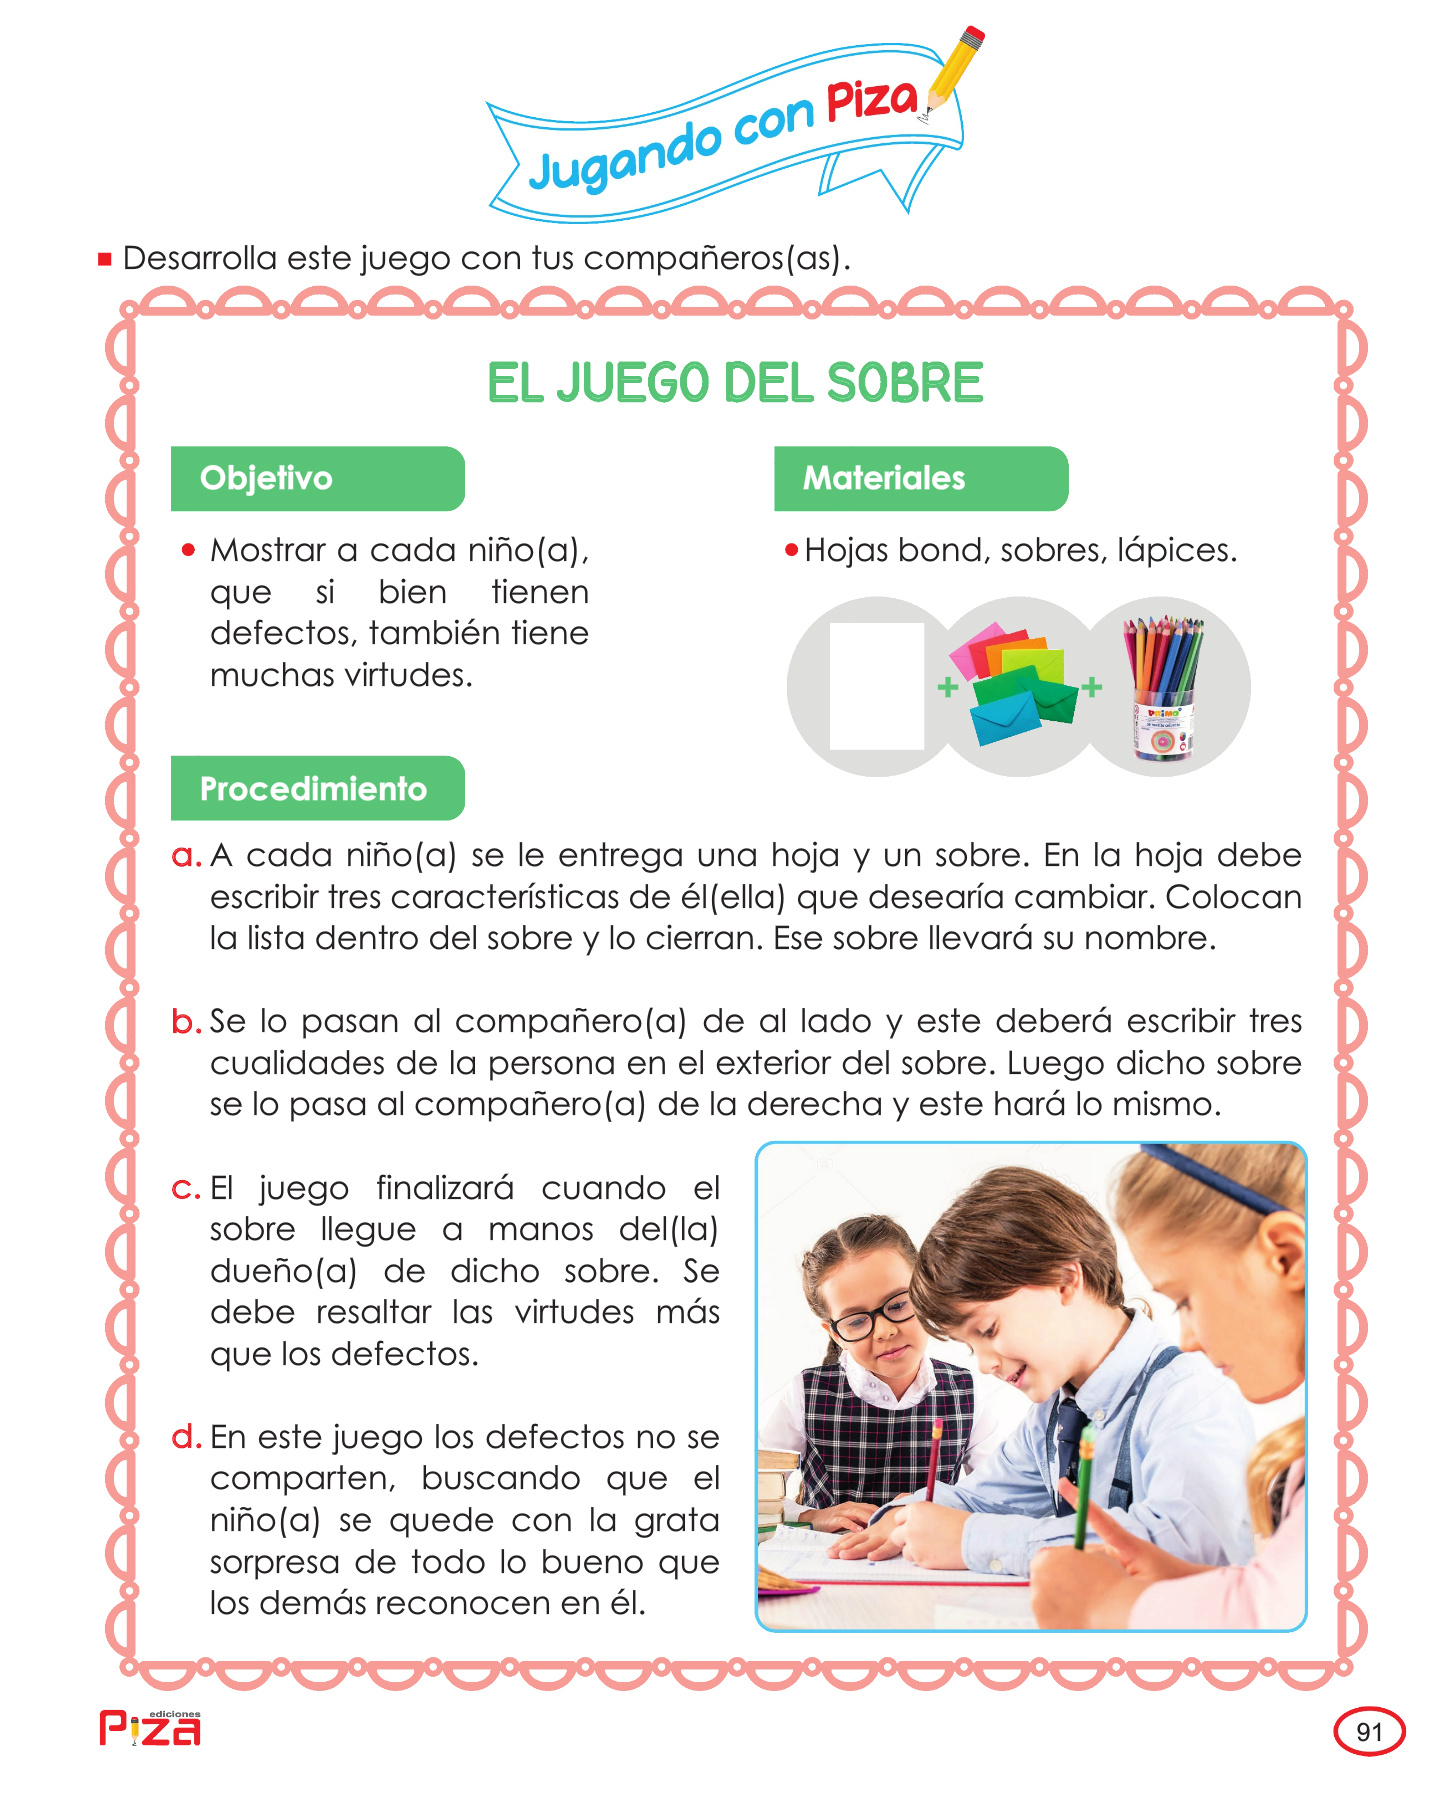 Jugando con Piza
Desarrolla este juego con tus compañeros(as).
EL JUEGO DEL SOBRE
Objetivo
Mostrar a cada niño(a),
que si bien tienen
defectos, también tiene
muchas virtudes.
Materiales
Hojas bond, sobres, lápices.
+
+
PRIMO
Procedimiento
a. A cada niño(a) se le entrega una hoja y un sobre. En la hoja debe
escribir tres características de él(ella) que desearía cambiar. Colocan
la lista dentro del sobre y lo cierran. Ese sobre llevará su nombre.
b. Se lo pasan al compañero(a) de al lado y este deberá escribir tres
cualidades de la persona en el exterior del sobre. Luego dicho sobre
se lo pasa al compañero(a) de la derecha y este hará lo mismo.
c. El juego finalizará cuando el
sobre llegue a manos del(la)
dueño(a) de dicho sobre. Se
debe resaltar las virtudes más
que los defectos.
d. En este juego los defectos no se
comparten, buscando que el
niño(a) se quede con la grata
sorpresa de todo lo bueno que
los demás reconocen en él.
ediciones
Piza
91